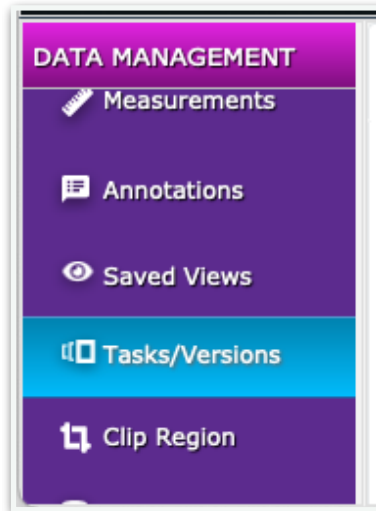 DATA MANAGEMENT
Measurements
Annotations
Saved Views
Tasks/Versions
Clip Region